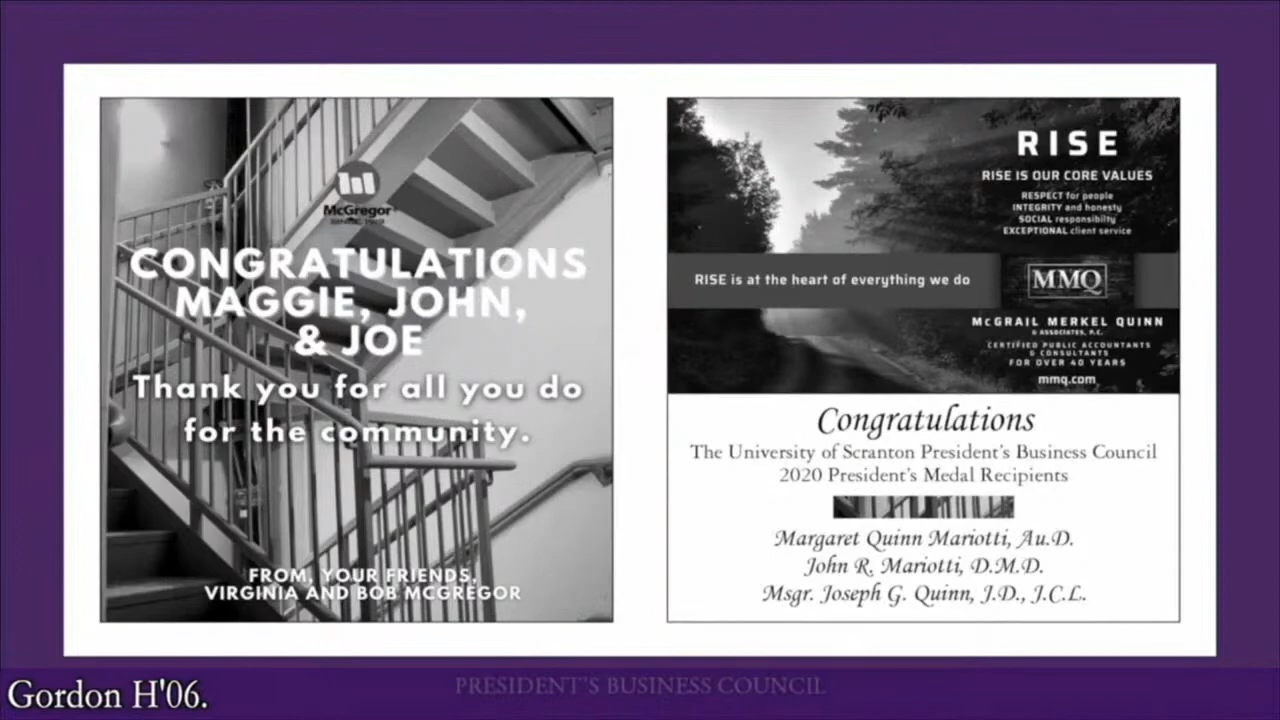 McGregor
CONGRATULATIONS
MAGGIE, JOHN,
& JOE
Thank you for all you do
for the community.
FROM, YOUR FRIENDS,
VIRGINIA AND BOB MCGREGOR
RISE
RISE IS OUR CORE VALUES
RESPECT for people
INTEGRITY and honesty
SOCIAL responsibilty
EXCEPTIONAL client service
RISE is at the heart of everything we do
MMQ
McGRAIL MERKEL QUINN
& ASSOCIATES, P.C.
CERTIFIED PUBLIC ACCOUNTANTS
& CONSULTANTS
FOR OVER 40 YEARS
mmq.com
Congratulations
The University of Scranton President's Business Council
2020 President's Medal Recipients
Margaret Quinn Mariotti, Au.D.
John R. Mariotti, D.M.D.
Msgr. Joseph G. Quinn, J.D., J.C.L.
PRESIDENT'S BUSINESS COUNCIL
Gordon H'06.